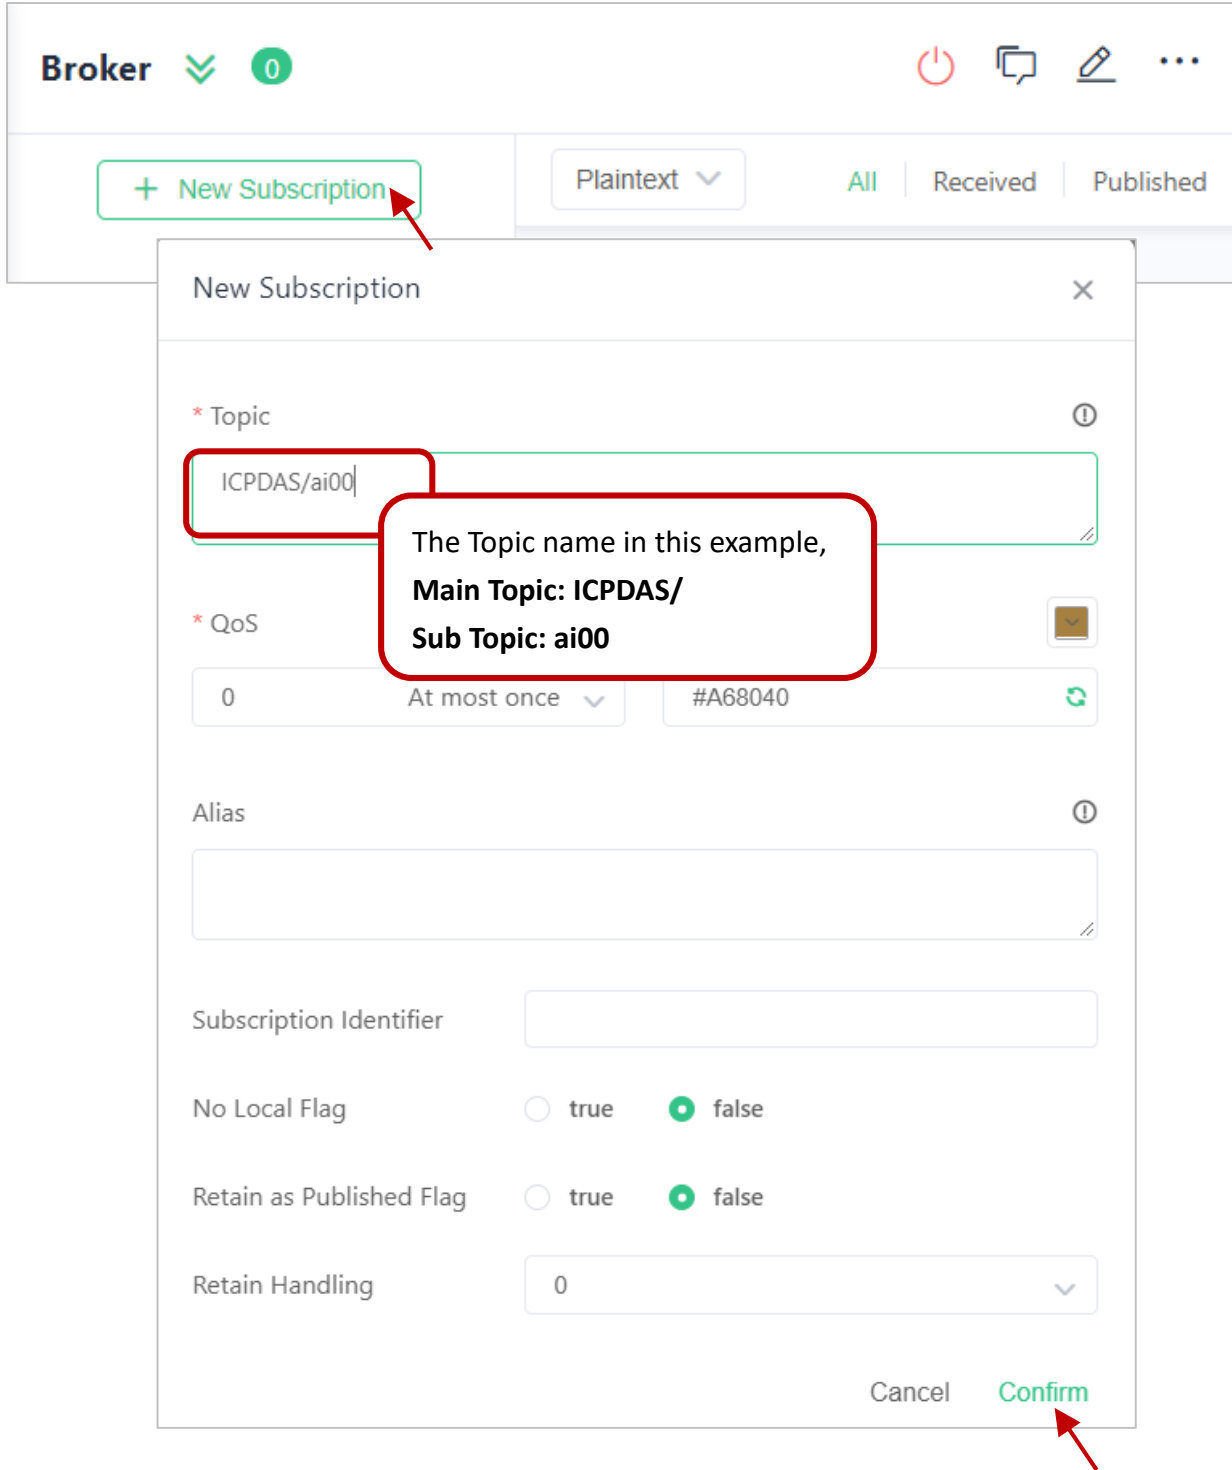 Broker 0
+ New Subscription
Plaintext All Received Published
New Subscription
* Topic
ICPDAS/ai00
The Topic name in this example,
Main Topic: ICPDAS/
Sub Topic: ai00
* QoS
0 At most once #A68040
Alias
Subscription Identifier
No Local Flag true false
Retain as Published Flag true false
Retain Handling 0
Cancel Confirm